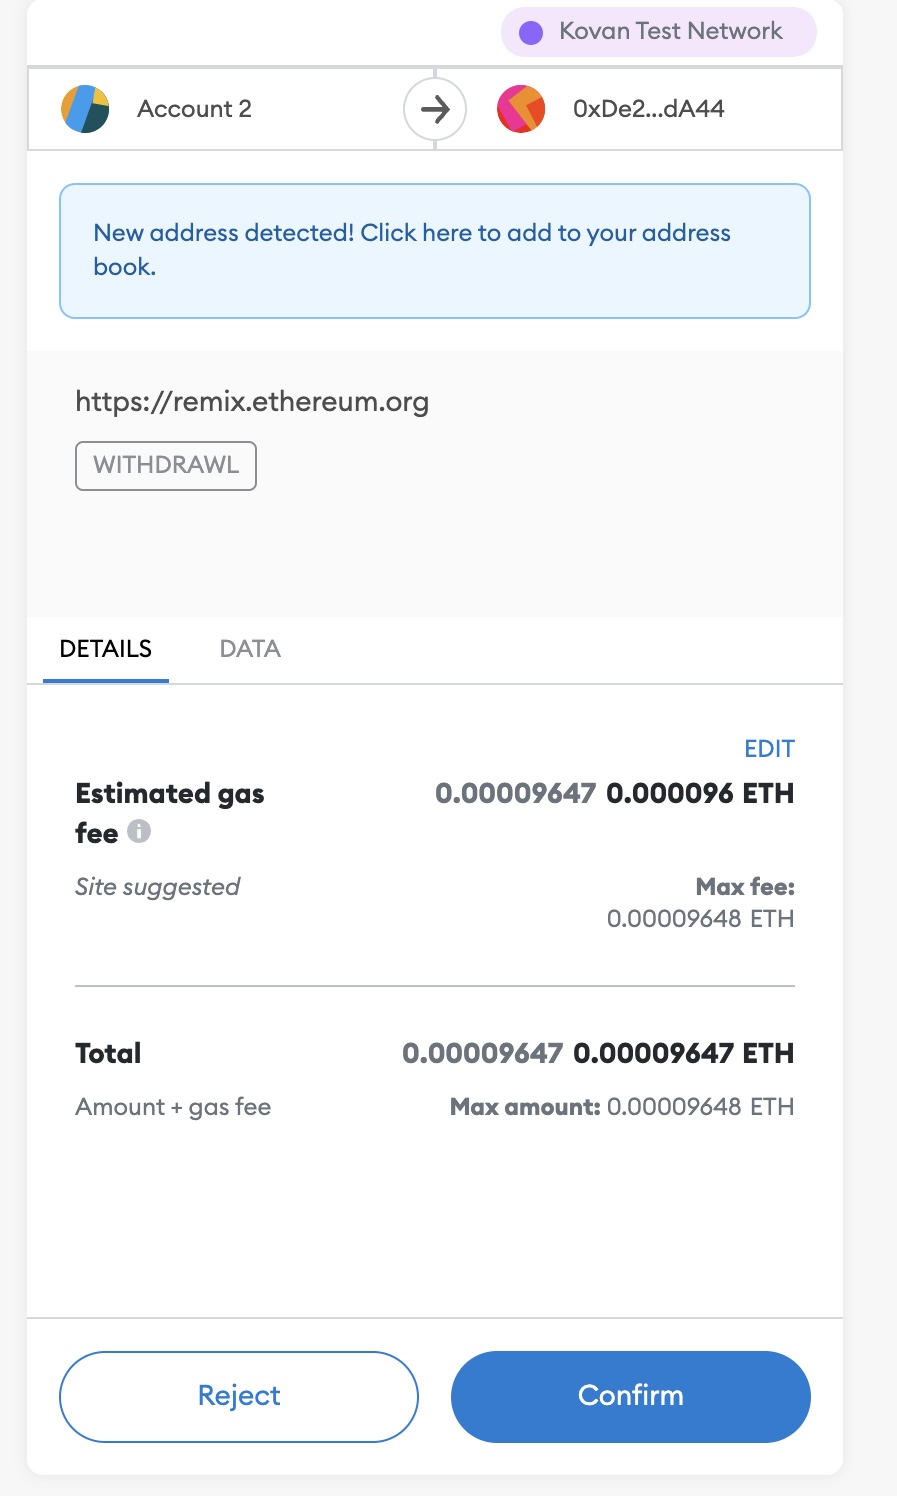 Kovan Test Network
Account 2
0xDe2...dA44
New address detected! Click here to add to your address
book.
https://remix.ethereum.org
WITHDRAWL
DETAILS DATA
EDIT
Estimated gas 0.00009647 0.000096 ETH
fee
Site suggested Max fee:
0.00009648 ETH
Total 0.00009647 0.00009647 ETH
Amount + gas fee Max amount: 0.00009648 ETH
Reject Confirm